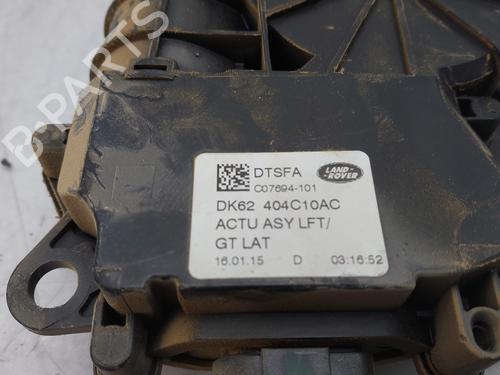 B-PARTS
DTSFA
LAND-
ROVER
C07694-101
DK62 404C10AC
ACTU ASY LFT/
GT LAT
16.01.15 D 03:16:52